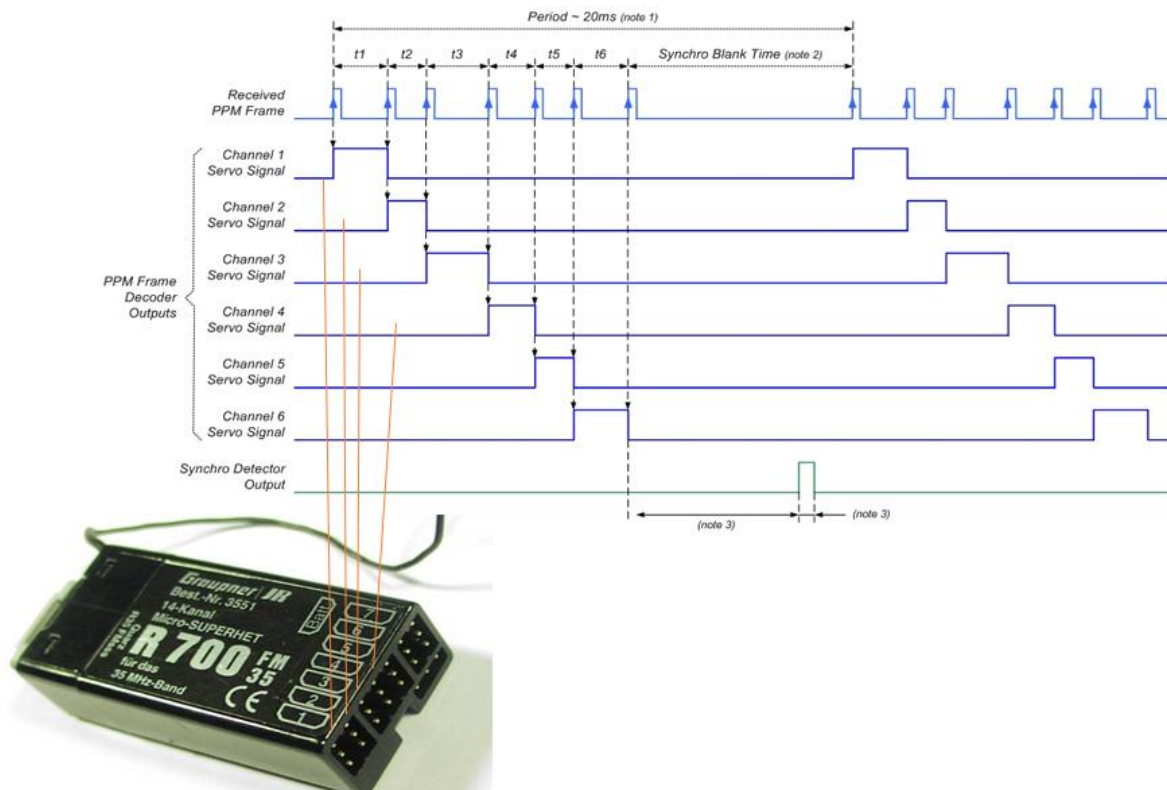 Period ~ 20ms (note 1)
t1 t2 t3 t4 t5 t6 Synchro Blank Time (note 2)
Received
PPM Frame
Channel 1
Servo Signal
Channel 2
Servo Signal
Channel 3
Servo Signal
PPM Frame
Decoder
Outputs
Channel 4
Servo Signal
Channel 5
Servo Signal
Channel 6
Servo Signal
Synchro Detector
Output
(note 3) (note 3)
Graupner JR
Best.-Nr. 3551
14-Kanal
Micro-SUPERHET
R 700 FM
35
für das
35 MHz-Band
CE
Quarz
Batt
7
6
5
4
3
2
1